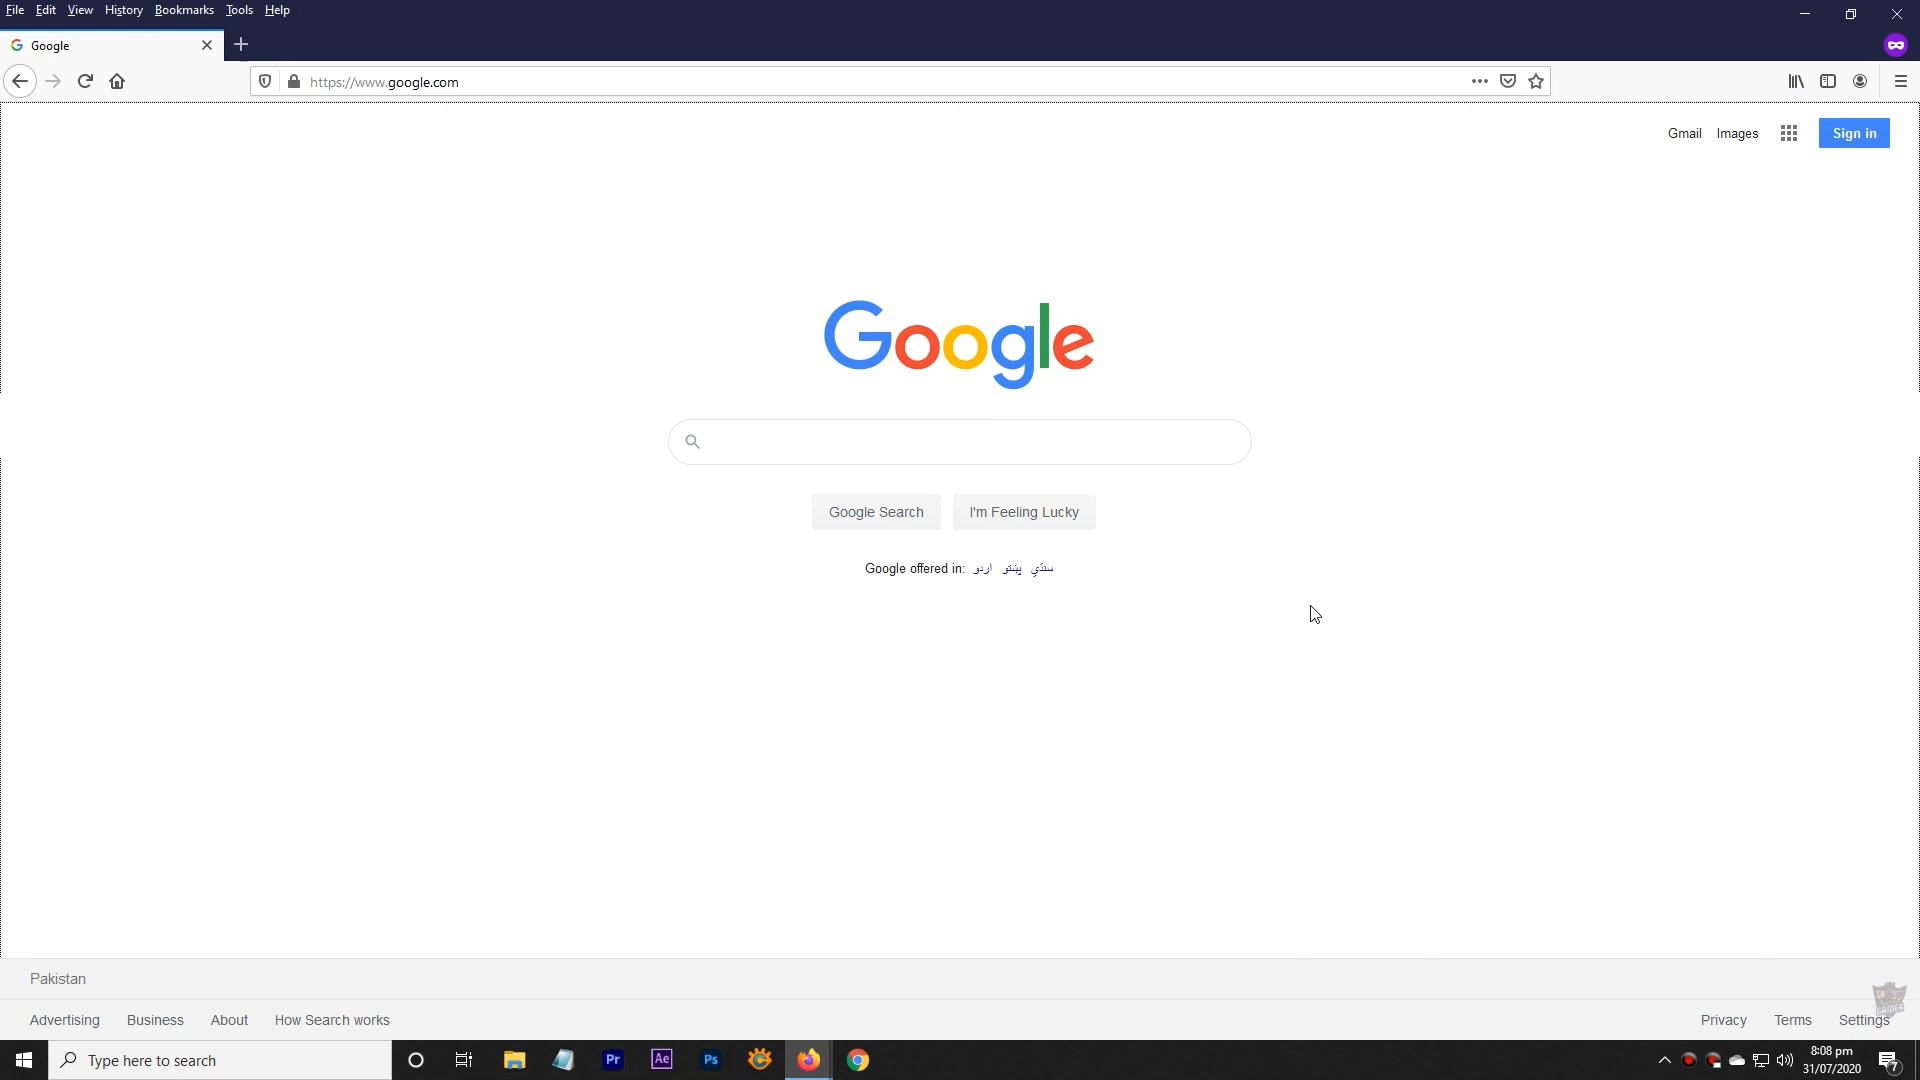 File Edit View History Bookmarks Tools Help
Google
https://www.google.com
Gmail Images Sign in
Google
Google Search I'm Feeling Lucky
Google offered in: اردو پښتو سنڌي
Pakistan
Advertising Business About How Search works Privacy Terms Settings
Type here to search Pr Ae Ps 8:08 pm
31/07/2020 7